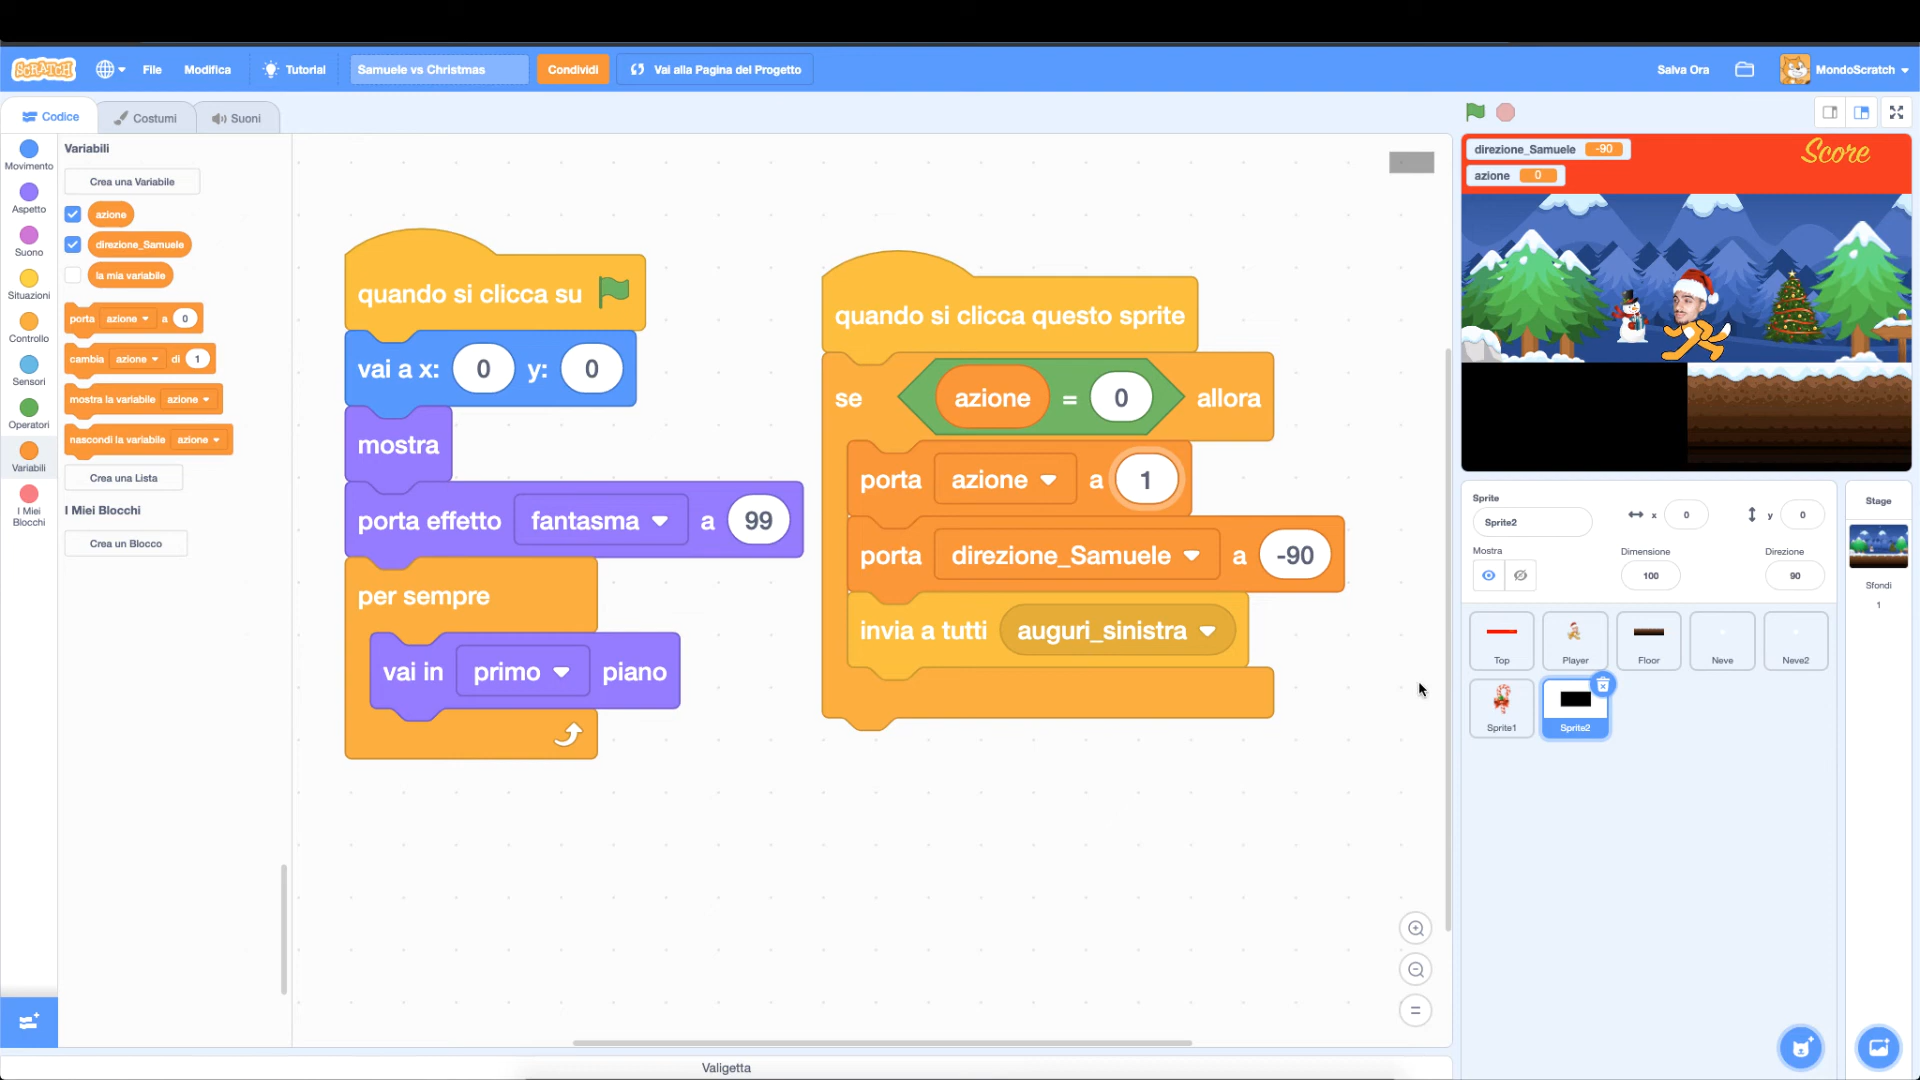 SCRATCH
File
Modifica
Tutorial
Samuele vs Christmas
Condividi
Vai alla Pagina del Progetto
Salva Ora
MondoScratch
Codice
Costumi
Suoni
Movimento
Aspetto
Suono
Situazioni
Controllo
Sensori
Operatori
Variabili
I Miei
Blocchi
Variabili
Crea una Variabile
azione
direzione_Samuele
la mia variabile
porta azione a 0
cambia azione di 1
mostra la variabile azione
nascondi la variabile azione
Crea una Lista
I Miei Blocchi
Crea un Blocco
quando si clicca su
vai a x: 0 y: 0
mostra
porta effetto fantasma a 99
per sempre
vai in primo piano
quando si clicca questo sprite
se azione = 0 allora
porta azione a 1
porta direzione_Samuele a -90
invia a tutti auguri_sinistra
direzione_Samuele -90
azione 0
Score
Sprite
Sprite2
x 0
y 0
Mostra
Dimensione
100
Direzione
90
Top
Player
Floor
Neve
Neve2
Sprite1
Sprite2
Stage
Sfondi
1
Valigetta